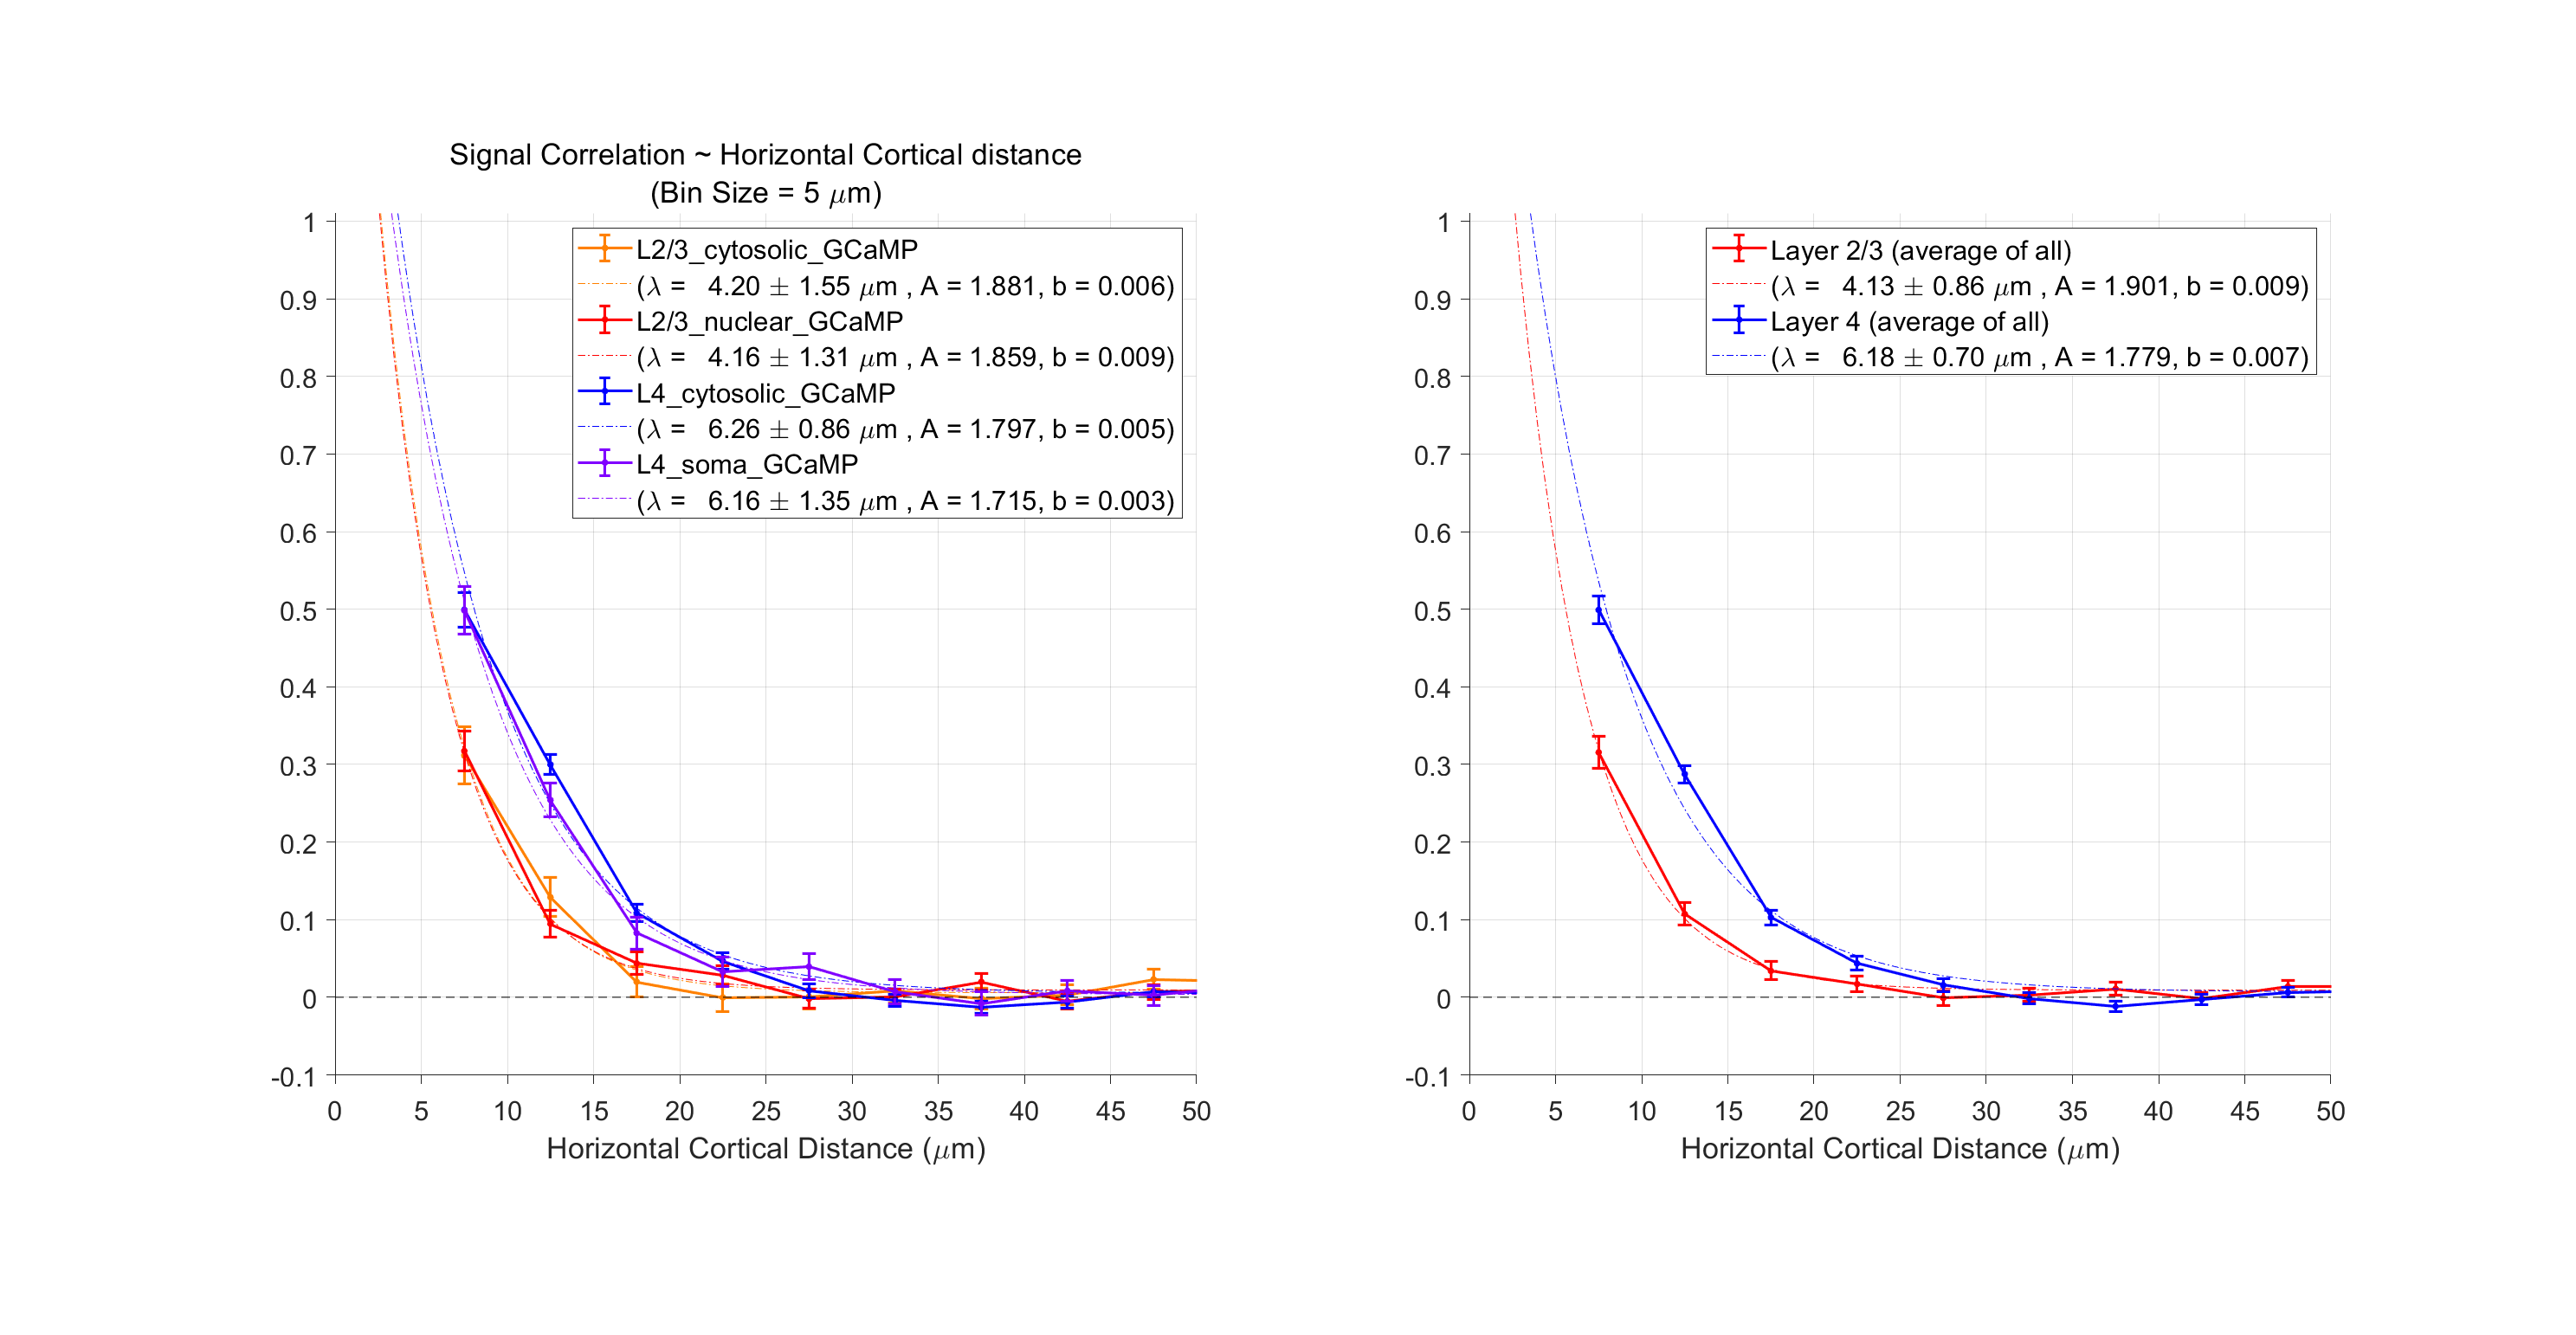 Signal Correlation ~ Horizontal Cortical distance
(Bin Size = 5 μm)
1
0.9
0.8
0.7
0.6
0.5
0.4
0.3
0.2
0.1
0
-0.1
L2/3_cytosolic_GCaMP
(λ = 4.20 ± 1.55 μm , A = 1.881, b = 0.006)
L2/3_nuclear_GCaMP
(λ = 4.16 ± 1.31 μm , A = 1.859, b = 0.009)
L4_cytosolic_GCaMP
(λ = 6.26 ± 0.86 μm , A = 1.797, b = 0.005)
L4_soma_GCaMP
(λ = 6.16 ± 1.35 μm , A = 1.715, b = 0.003)
0 5 10 15 20 25 30 35 40 45 50
Horizontal Cortical Distance (μm)
1
0.9
0.8
0.7
0.6
0.5
0.4
0.3
0.2
0.1
0
-0.1
Layer 2/3 (average of all)
(λ = 4.13 ± 0.86 μm , A = 1.901, b = 0.009)
Layer 4 (average of all)
(λ = 6.18 ± 0.70 μm , A = 1.779, b = 0.007)
0 5 10 15 20 25 30 35 40 45 50
Horizontal Cortical Distance (μm)